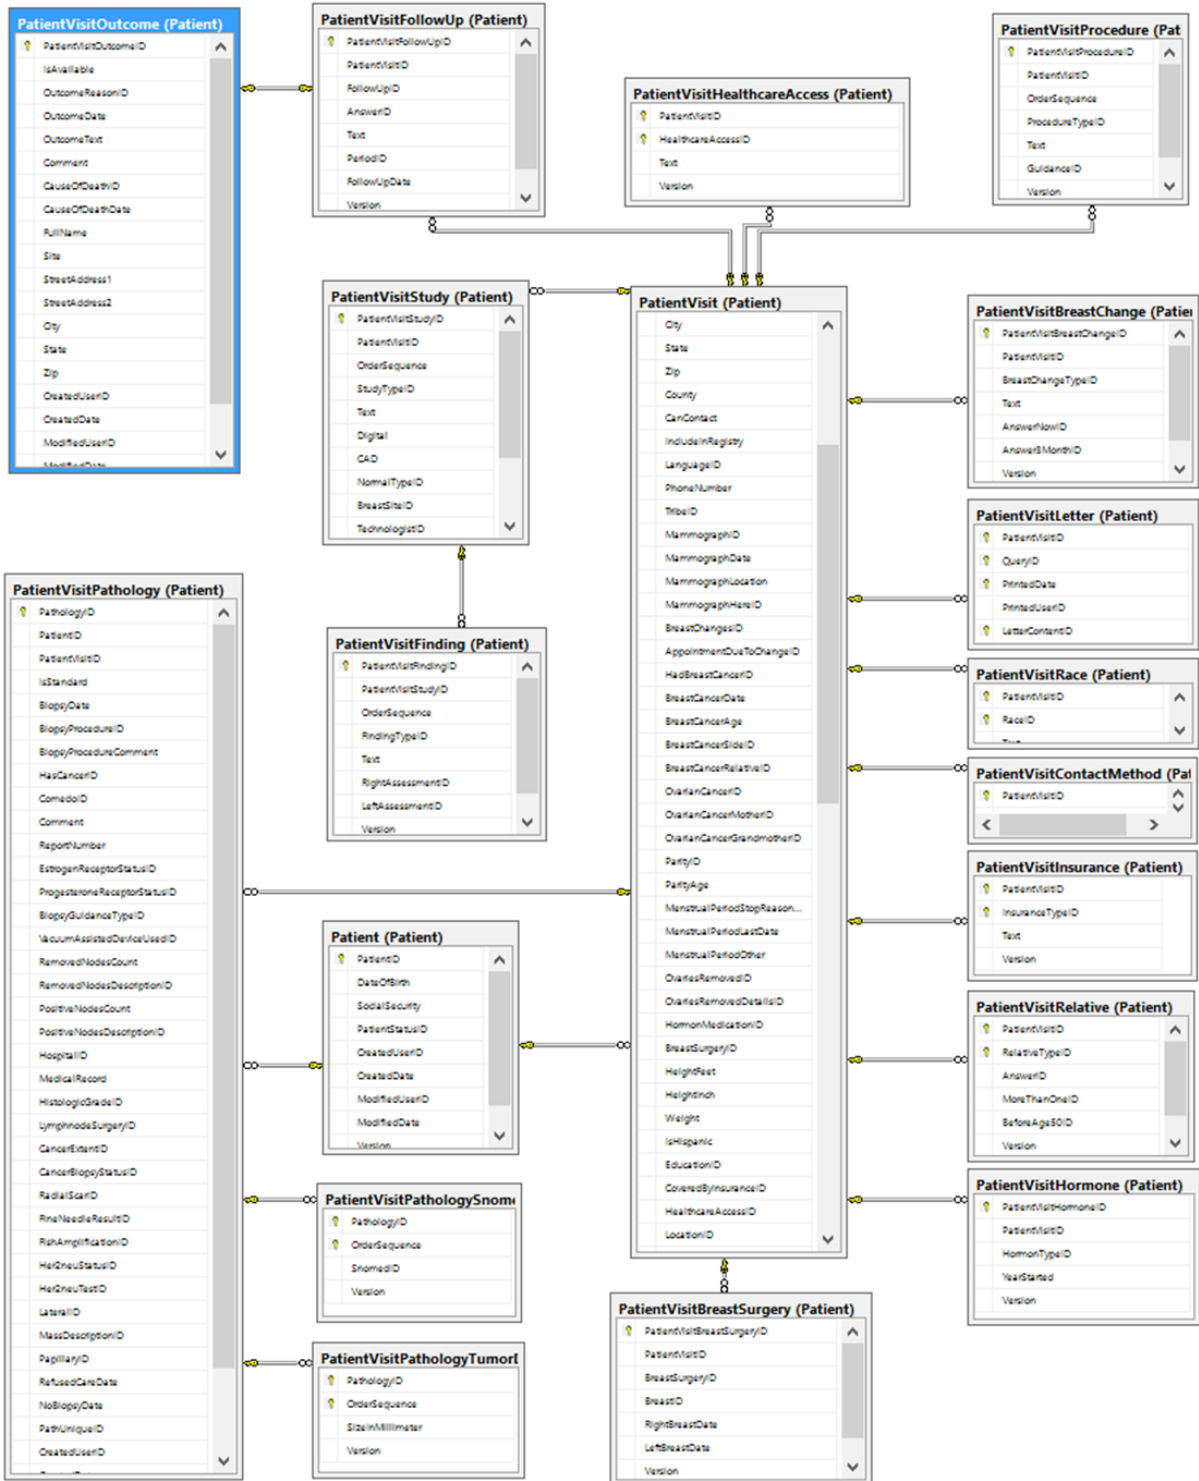 PatientVisitOutcome (Patient)
PatientVisitOutcomeID
IsAvailable
OutcomeReasonID
OutcomeDate
OutcomeText
Comment
CauseOfDeathID
CauseOfDeathDate
FullName
Site
StreetAddress1
StreetAddress2
City
State
Zip
CreatedUserID
CreatedDate
ModifiedUserID
ModifiedDate
PatientVisitFollowUp (Patient)
PatientVisitFollowUpID
PatientVisitID
FollowUpID
AnswerID
Text
PeriodID
FollowUpDate
Version
PatientVisitHealthcareAccess (Patient)
PatientVisitID
HealthcareAccessID
Text
Version
PatientVisitProcedure (Pati
PatientVisitProcedureID
PatientVisitID
OrderSequence
ProcedureTypeID
Text
GuidanceID
Version
PatientVisitStudy (Patient)
PatientVisitStudyID
PatientVisitID
OrderSequence
StudyTypeID
Text
Digital
CAD
NormalTypeID
BreastSiteID
TechnologistID
PatientVisit (Patient)
City
State
Zip
County
CanContact
IncludeInRegistry
LanguageID
PhoneNumber
TribeID
MammographID
MammographDate
MammographLocation
MammographHereID
BreastChangesID
AppointmentDueToChangeID
HadBreastCancerID
BreastCancerDate
BreastCancerAge
BreastCancerSideID
BreastCancerRelativeID
OvarianCancerID
OvarianCancerMotherID
OvarianCancerGrandmotherID
ParityID
ParityAge
MenstrualPeriodStopReason...
MenstrualPeriodLastDate
MenstrualPeriodOther
OvariesRemovedID
OvariesRemovedDetailsID
HormonMedicationID
BreastSurgeryID
HeightFeet
HeightInch
Weight
IsHispanic
EducationID
CoveredByInsuranceID
HealthcareAccessID
LocationID
PatientVisitBreastChange (Patien
PatientVisitBreastChangeID
PatientVisitID
BreastChangeTypeID
Text
AnswerNowID
Answer3MonthID
Version
PatientVisitLetter (Patient)
PatientVisitID
QueryID
PrintedDate
PrintedUserID
LetterContentID
PatientVisitRace (Patient)
PatientVisitID
RaceID
Text
PatientVisitContactMethod (Pat
PatientVisitID
PatientVisitInsurance (Patient)
PatientVisitID
InsuranceTypeID
Text
Version
PatientVisitRelative (Patient)
PatientVisitID
RelativeTypeID
AnswerID
MoreThanOneID
BeforeAge50ID
Version
PatientVisitHormone (Patient)
PatientVisitHormoneID
PatientVisitID
HormonTypeID
YearStarted
Version
PatientVisitPathology (Patient)
PathologyID
PatientID
PatientVisitID
IsStandard
BiopsyDate
BiopsyProcedureID
BiopsyProcedureComment
HasCancerID
ComedoID
Comment
ReportNumber
EstrogenReceptorStatusID
ProgesteroneReceptorStatusID
BiopsyGuidanceTypeID
VacuumAssistedDeviceUsedID
RemovedNodesCount
RemovedNodesDescriptionID
PositiveNodesCount
PositiveNodesDescriptionID
HospitalID
MedicalRecord
HistologicGradeID
LymphnodeSurgeryID
CancerExtentID
CancerBiopsyStatusID
RadialScarID
FineNeedleResultID
FishAmplificationID
Her2neuStatusID
Her2neuTestID
LateralID
MassDescriptionID
PapillaryID
RefusedCareDate
NoBiopsyDate
PathUniqueID
CreatedUserID
PatientVisitFinding (Patient)
PatientVisitFindingID
PatientVisitStudyID
OrderSequence
FindingTypeID
Text
RightAssessmentID
LeftAssessmentID
Version
Patient (Patient)
PatientID
DateOfBirth
SocialSecurity
PatientStatusID
CreatedUserID
CreatedDate
ModifiedUserID
ModifiedDate
Version
PatientVisitPathologySnom
PathologyID
OrderSequence
SnomedID
Version
PatientVisitPathologyTumor
PathologyID
OrderSequence
SizeInMillimeter
Version
PatientVisitBreastSurgery (Patient)
PatientVisitBreastSurgeryID
PatientVisitID
BreastSurgeryID
BreastID
RightBreastDate
LeftBreastDate
Version